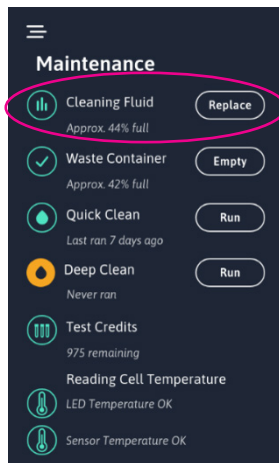 Maintenance
Cleaning Fluid
Replace
Approx. 44% full
Waste Container
Empty
Approx. 42% full
Quick Clean
Run
Last ran 7 days ago
Deep Clean
Run
Never ran
Test Credits
975 remaining
Reading Cell Temperature
LED Temperature OK
Sensor Temperature OK